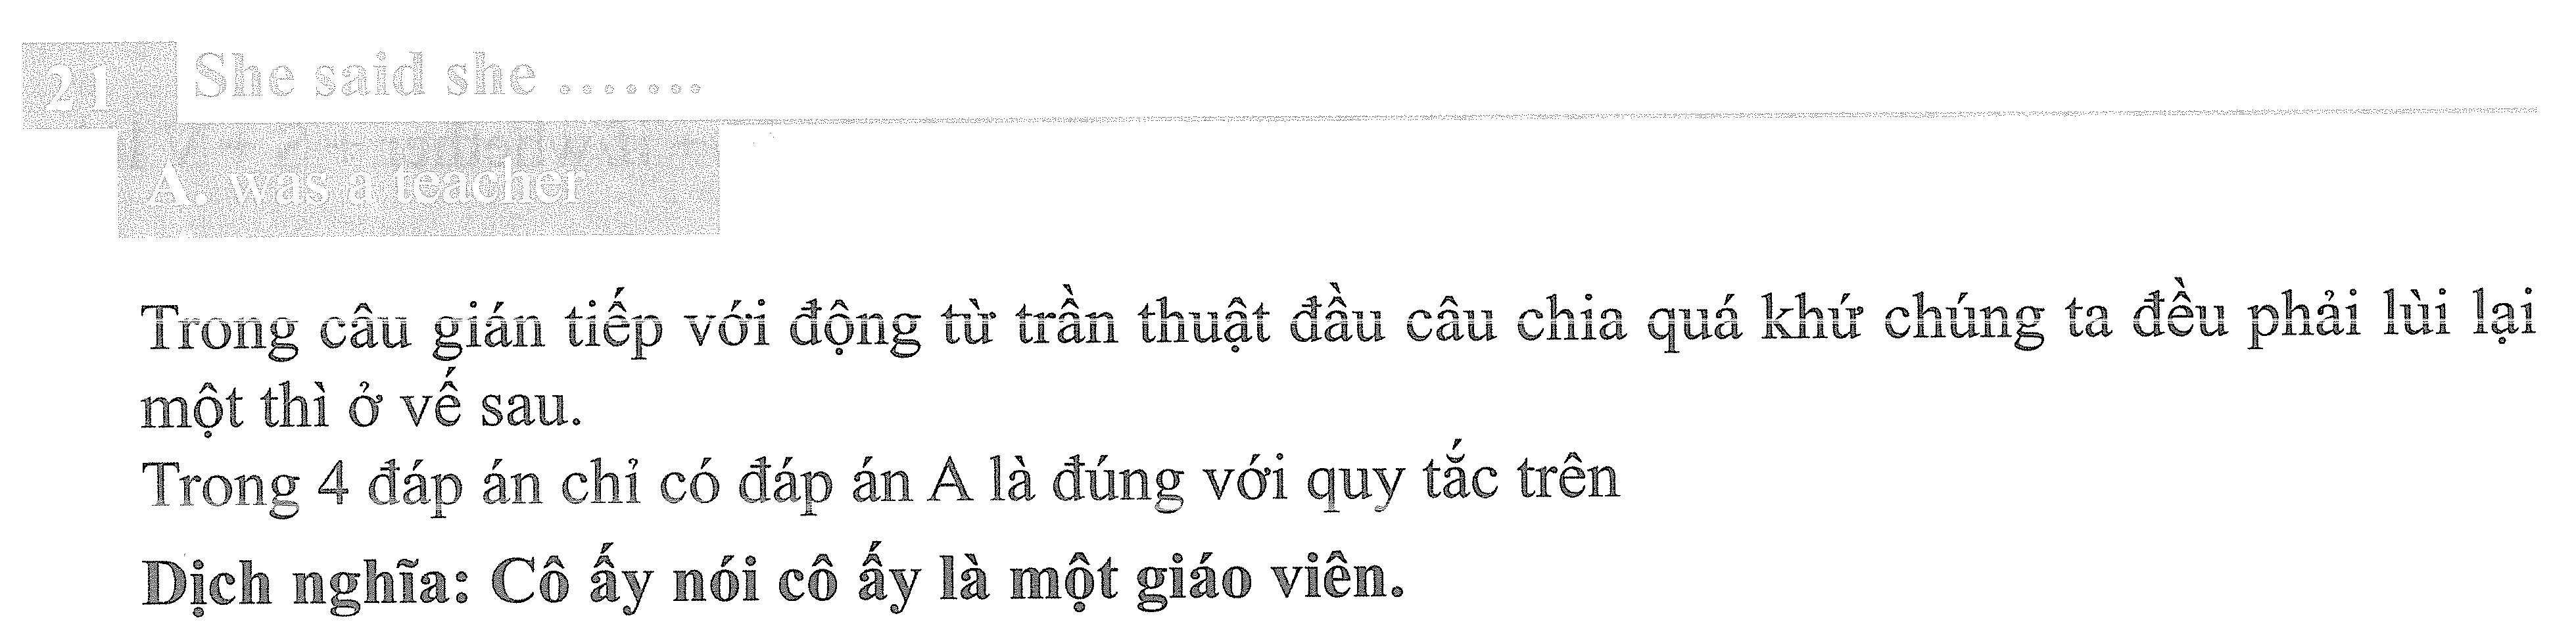 21 She said she .......
A. was a teacher
Trong câu gián tiếp với động từ trần thuật đầu câu chia quá khứ chúng ta đều phải lùi lại
một thì ở vế sau.
Trong 4 đáp án chỉ có đáp án A là đúng với quy tắc trên
Dịch nghĩa: Cô ấy nói cô ấy là một giáo viên.